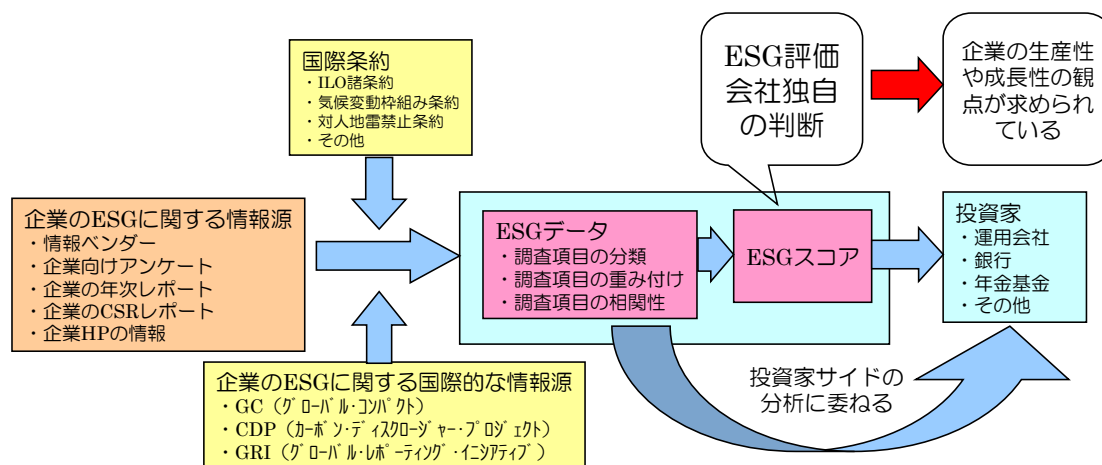 国際条約
・ILO諸条約
・気候変動枠組み条約
・対人地雷禁止条約
・その他
ESG評価
会社独自
の判断
企業の生産性
や成長性の観
点が求められ
ている
企業のESGに関する情報源
・情報ベンダー
・企業向けアンケート
・企業の年次レポート
・企業のCSRレポート
・企業HPの情報
ESGデータ
・調査項目の分類
・調査項目の重み付け
・調査項目の相関性
ESGスコア
投資家
・運用会社
・銀行
・年金基金
・その他
企業のESGに関する国際的な情報源
・GC（ｸﾞﾛｰﾊﾞﾙ・ｺﾝﾊﾟｸﾄ）
・CDP（ｶｰﾎﾞﾝ・ﾃﾞｨｽｸﾛｰｼﾞｬｰ・ﾌﾟﾛｼﾞｪｸﾄ）
・GRI（ｸﾞﾛｰﾊﾞﾙ・ﾚﾎﾟｰﾃｨﾝｸﾞ・ｲﾆｼｱﾃｨﾌﾞ）
投資家サイドの
分析に委ねる